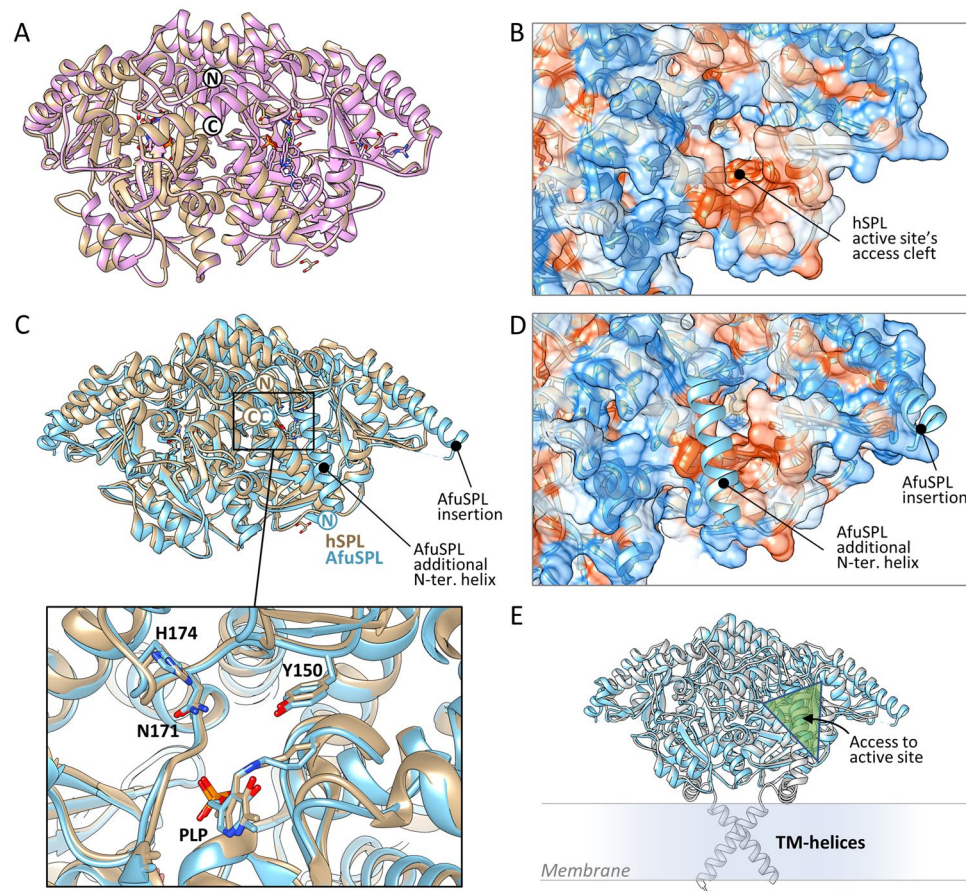 A
N
C
B
hSPL
active site's
access cleft
C
N
CC
N
hSPL
AfuSPL
AfuSPL
insertion
AfuSPL
additional
N-ter. helix
D
AfuSPL
insertion
AfuSPL
additional
N-ter. helix
H174
Y150
N171
PLP
E
Access to
active site
TM-helices
Membrane